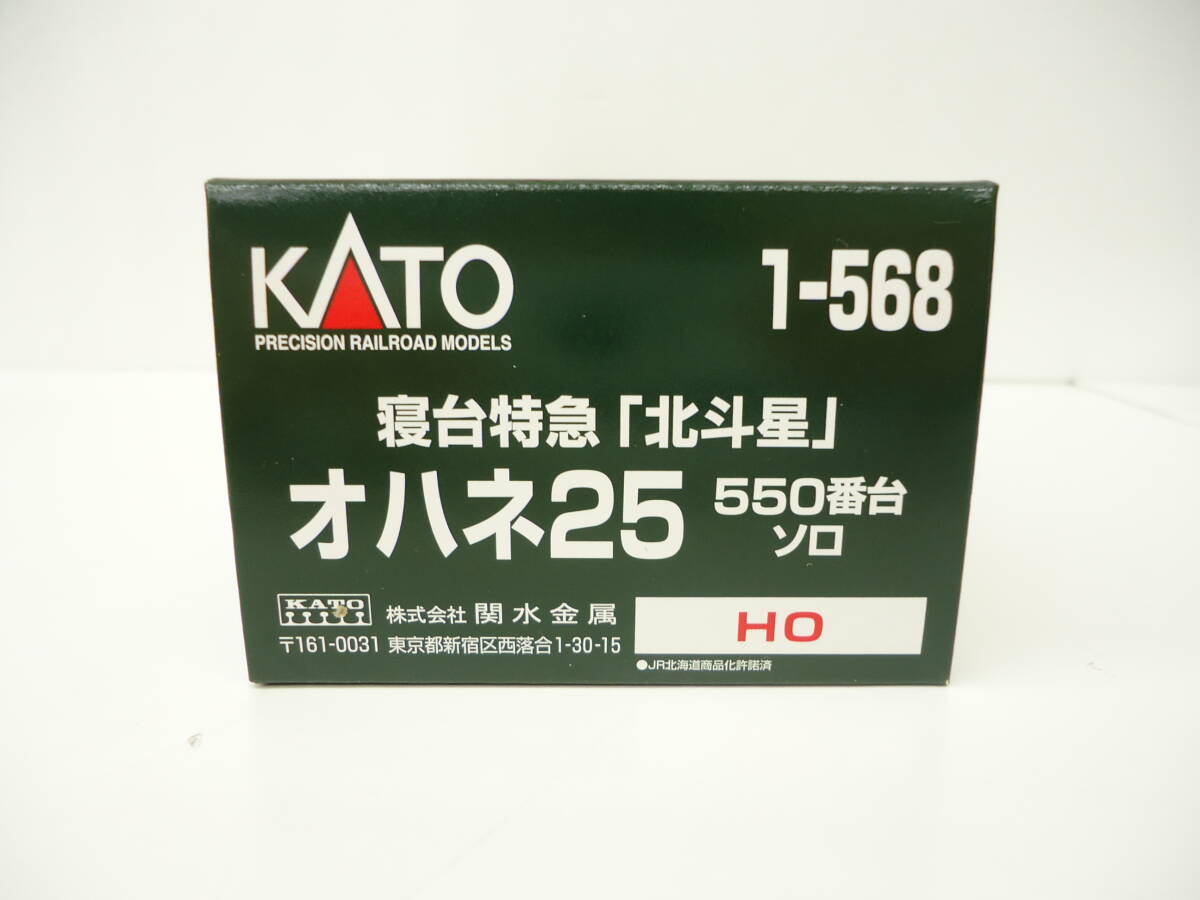 KATO 1-568
PRECISION RAILROAD MODELS
寝台特急「北斗星」
オハネ25 550番台
ソロ
KATO 株式会社 関水金属 HO
〒161-0031 東京都新宿区西落合1-30-15
●JR北海道商品化許諾済